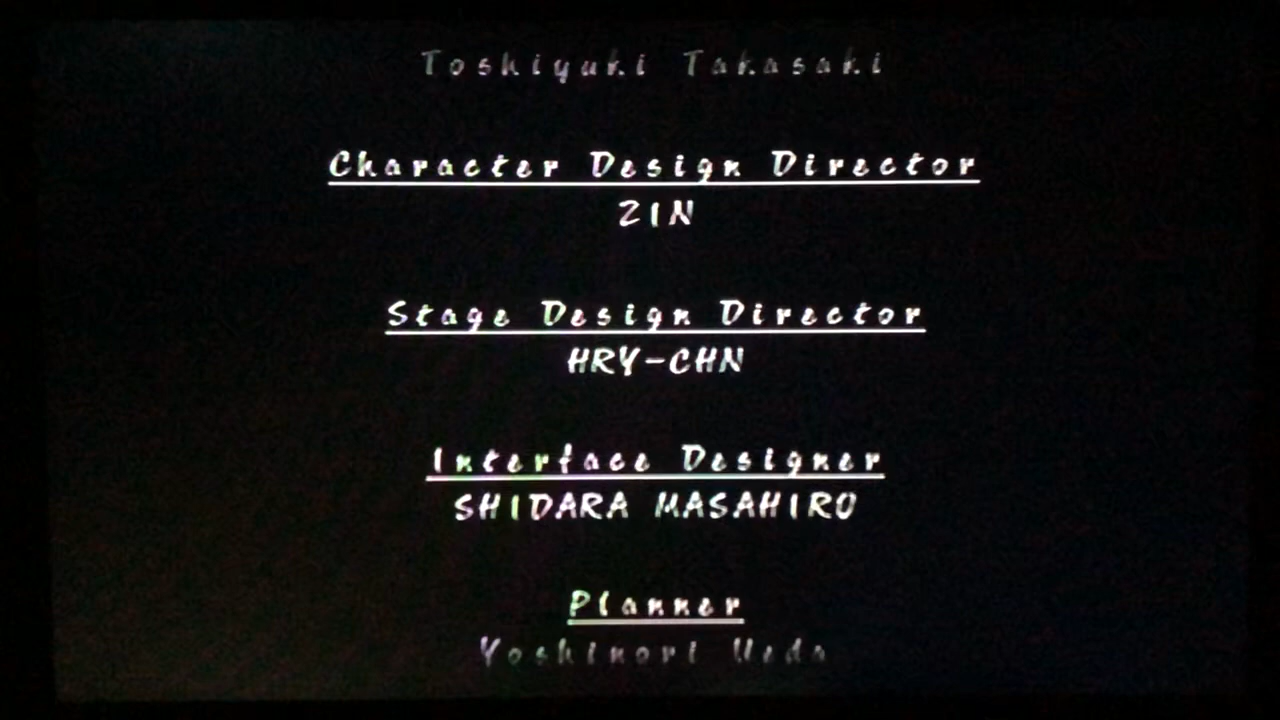 Toshiyuki Takasaki
Character Design Director
ZIN
Stage Design Director
HRY-CHN
Interface Designer
SHIDARA MASAHIRO
Planner
Yoshinori Ueda